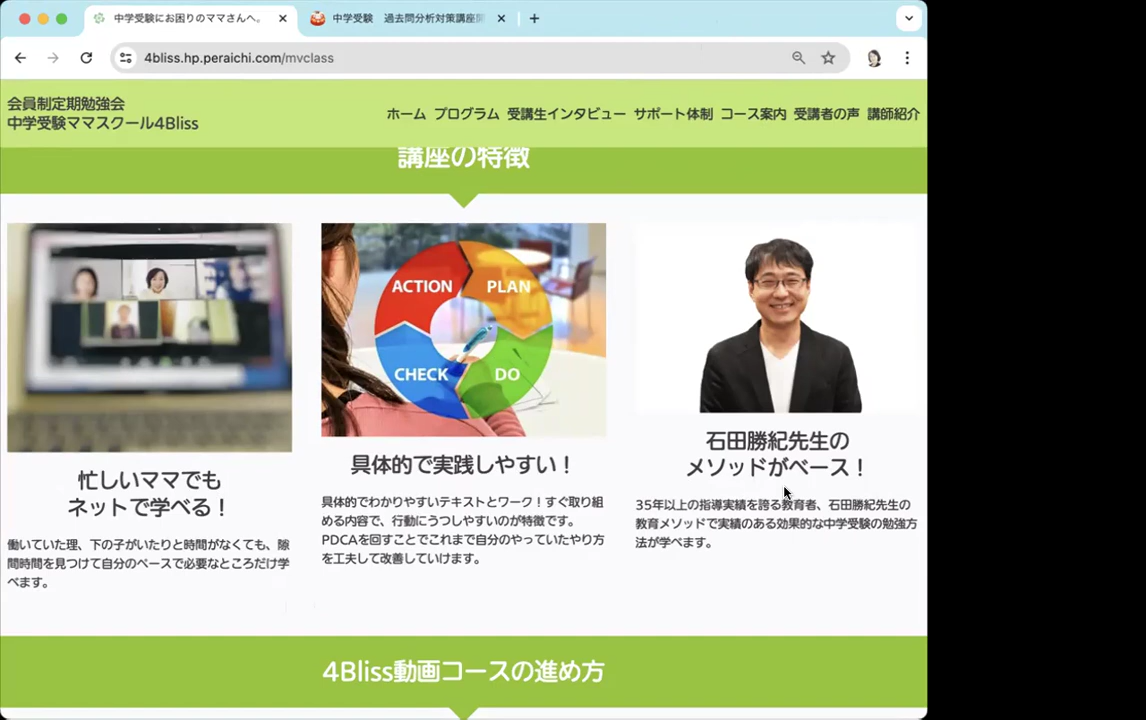 中学受験にお困りのママさんへ。
中学受験 過去問分析対策講座開
4bliss.hp.peraichi.com/mvclass
会員制定期勉強会
中学受験ママスクール4Bliss
ホーム プログラム 受講生インタビュー サポート体制 コース案内 受講者の声 講師紹介
講座の特徴
ACTION
PLAN
CHECK
DO
忙しいママでも
ネットで学べる！
働いていた理、下の子がいたりと時間がなくても、隙
間時間を見つけて自分のペースで必要なところだけ学
べます。
具体的で実践しやすい！
具体的でわかりやすいテキストとワーク！すぐ取り組
める内容で、行動にうつしやすいのが特徴です。
PDCAを回すことでこれまで自分のやっていたやり方
を工夫して改善していけます。
石田勝紀先生の
メソッドがベース！
35年以上の指導実績を誇る教育者、石田勝紀先生の
教育メソッドで実績のある効果的な中学受験の勉強方
法が学べます。
4Bliss動画コースの進め方